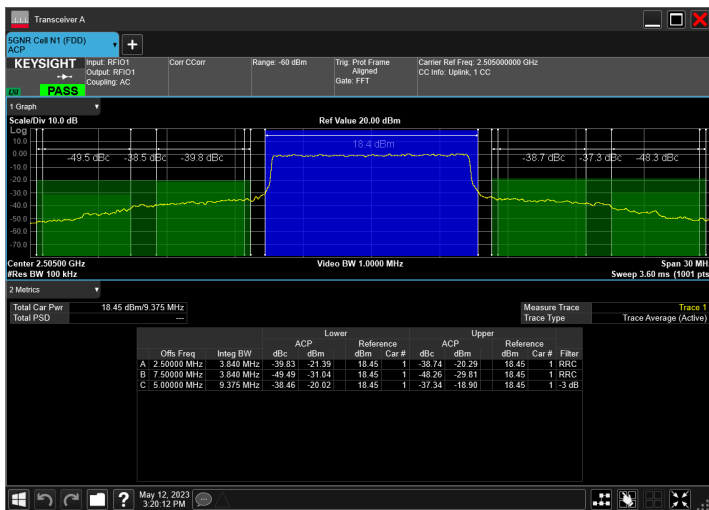 Transceiver A
5GNR Cell N1 (FDD)
ACP
KEYSIGHT
Input: RFIO1
Output: RFIO1
Coupling: AC
Corr CCorr
Range: -60 dBm
Trig: Prot Frame
Aligned
Gate: FFT
Carrier Ref Freq: 2.505000000 GHz
CC Info: Uplink, 1 CC
LXI
PASS
1 Graph
Scale/Div 10.0 dB
Ref Value 20.00 dBm
Log
10.0
0.00
-10.0
-20.0
-30.0
-40.0
-50.0
-60.0
-70.0
-49.5 dBc -38.5 dBc -39.8 dBc
18.4 dBm
-38.7 dBc -37.3 dBc -48.3 dBc
Center 2.50500 GHz
#Res BW 100 kHz
Video BW 1.0000 MHz
Span 30 MH
Sweep 3.60 ms (1001 pts
2 Metrics
Total Car Pwr 18.45 dBm/9.375 MHz
Total PSD ---
Measure Trace Trace 1
Trace Type Trace Average (Active)
Lower Upper
ACP Reference ACP Reference
Offs Freq Integ BW dBc dBm dBm Car # dBc dBm dBm Car # Filter
A 2.50000 MHz 3.840 MHz -39.83 -21.39 18.45 1 -38.74 -20.29 18.45 1 RRC
B 7.50000 MHz 3.840 MHz -49.49 -31.04 18.45 1 -48.26 -29.81 18.45 1 RRC
C 5.00000 MHz 9.375 MHz -38.46 -20.02 18.45 1 -37.34 -18.90 18.45 1 -3 dB
?
May 12, 2023
3:20:12 PM